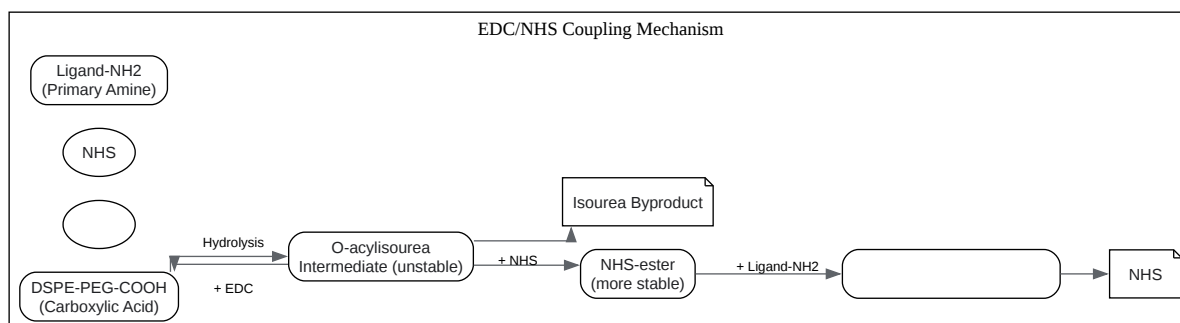 EDC/NHS Coupling Mechanism
Ligand-NH2
(Primary Amine)
NHS
Isourea Byproduct
Hydrolysis
O-acylisourea
Intermediate (unstable)
+ NHS
NHS-ester
(more stable)
+ Ligand-NH2
NHS
+ EDC
DSPE-PEG-COOH
(Carboxylic Acid)